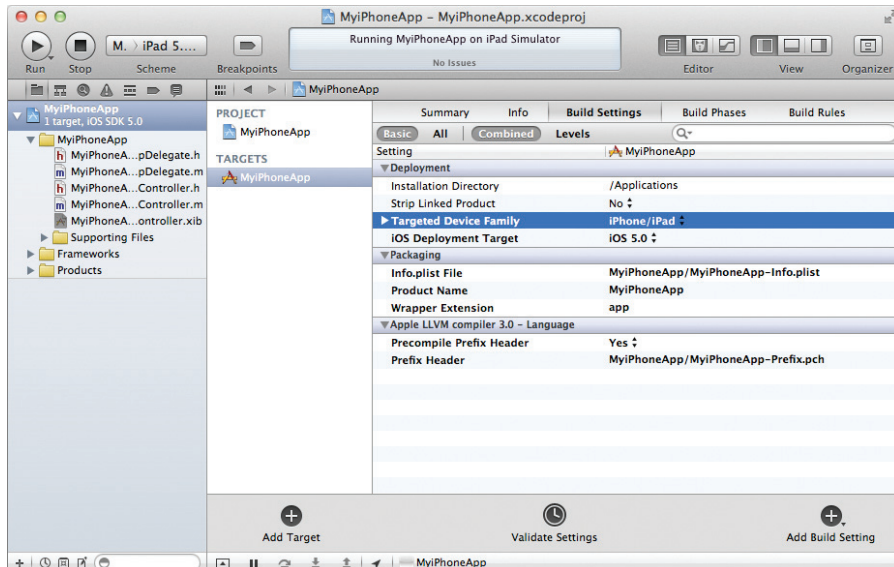 MyiPhoneApp – MyiPhoneApp.xcodeproj
M. › iPad 5....
Running MyiPhoneApp on iPad Simulator
No Issues
Run Stop Scheme Breakpoints Editor View Organizer
MyiPhoneApp
MyiPhoneApp
1 target, iOS SDK 5.0
MyiPhoneApp
h MyiPhoneA...pDelegate.h
m MyiPhoneA...pDelegate.m
h MyiPhoneA...Controller.h
m MyiPhoneA...Controller.m
MyiPhoneA...ontroller.xib
Supporting Files
Frameworks
Products
PROJECT
MyiPhoneApp
TARGETS
MyiPhoneApp
Summary Info Build Settings Build Phases Build Rules
Basic All Combined Levels
Setting MyiPhoneApp
Deployment
Installation Directory /Applications
Strip Linked Product No
Targeted Device Family iPhone/iPad
iOS Deployment Target iOS 5.0
Packaging
Info.plist File MyiPhoneApp/MyiPhoneApp-Info.plist
Product Name MyiPhoneApp
Wrapper Extension app
Apple LLVM compiler 3.0 – Language
Precompile Prefix Header Yes
Prefix Header MyiPhoneApp/MyiPhoneApp-Prefix.pch
Add Target Validate Settings Add Build Setting
MyiPhoneApp